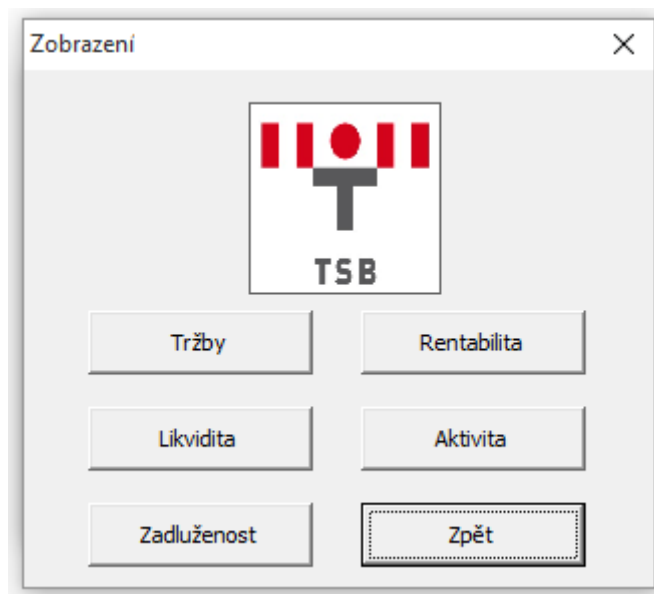 Zobrazení
TSB
Tržby
Rentabilita
Likvidita
Aktivita
Zadluženost
Zpět